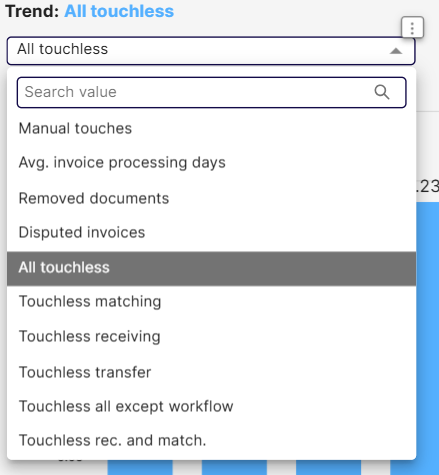 Trend: All touchless
All touchless
Search value
Manual touches
Avg. invoice processing days
Removed documents
Disputed invoices
.23
All touchless
Touchless matching
Touchless receiving
Touchless transfer
Touchless all except workflow
Touchless rec. and match.